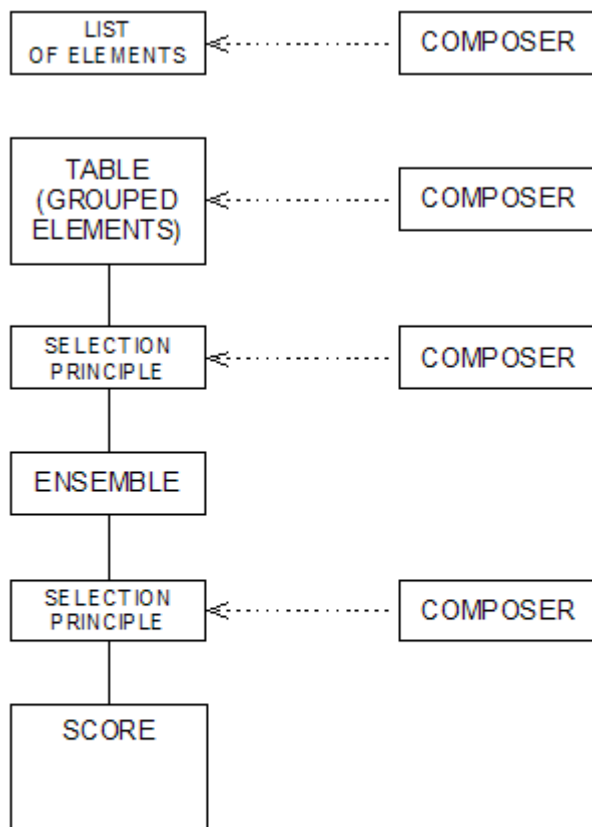 LIST
OF ELEMENTS
COMPOSER
TABLE
(GROUPED
ELEMENTS)
COMPOSER
SELECTION
PRINCIPLE
COMPOSER
ENSEMBLE
SELECTION
PRINCIPLE
COMPOSER
SCORE